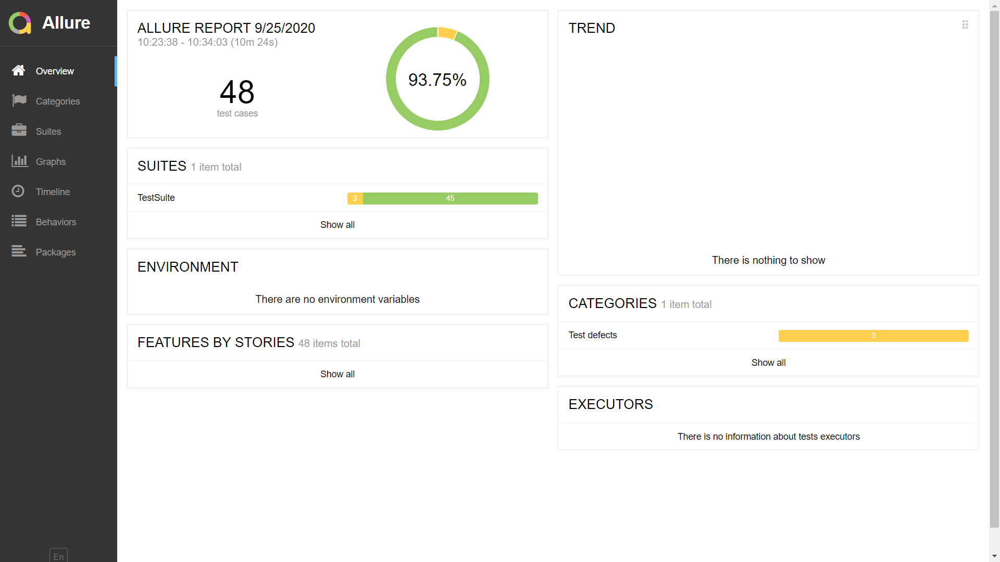 Allure
Overview
Categories
Suites
Graphs
Timeline
Behaviors
Packages
En
ALLURE REPORT 9/25/2020
10:23:38 - 10:34:03 (10m 24s)
48
test cases
93.75%
SUITES 1 item total
TestSuite 3 45
Show all
ENVIRONMENT
There are no environment variables
FEATURES BY STORIES 48 items total
Show all
TREND
There is nothing to show
CATEGORIES 1 item total
Test defects 3
Show all
EXECUTORS
There is no information about tests executors